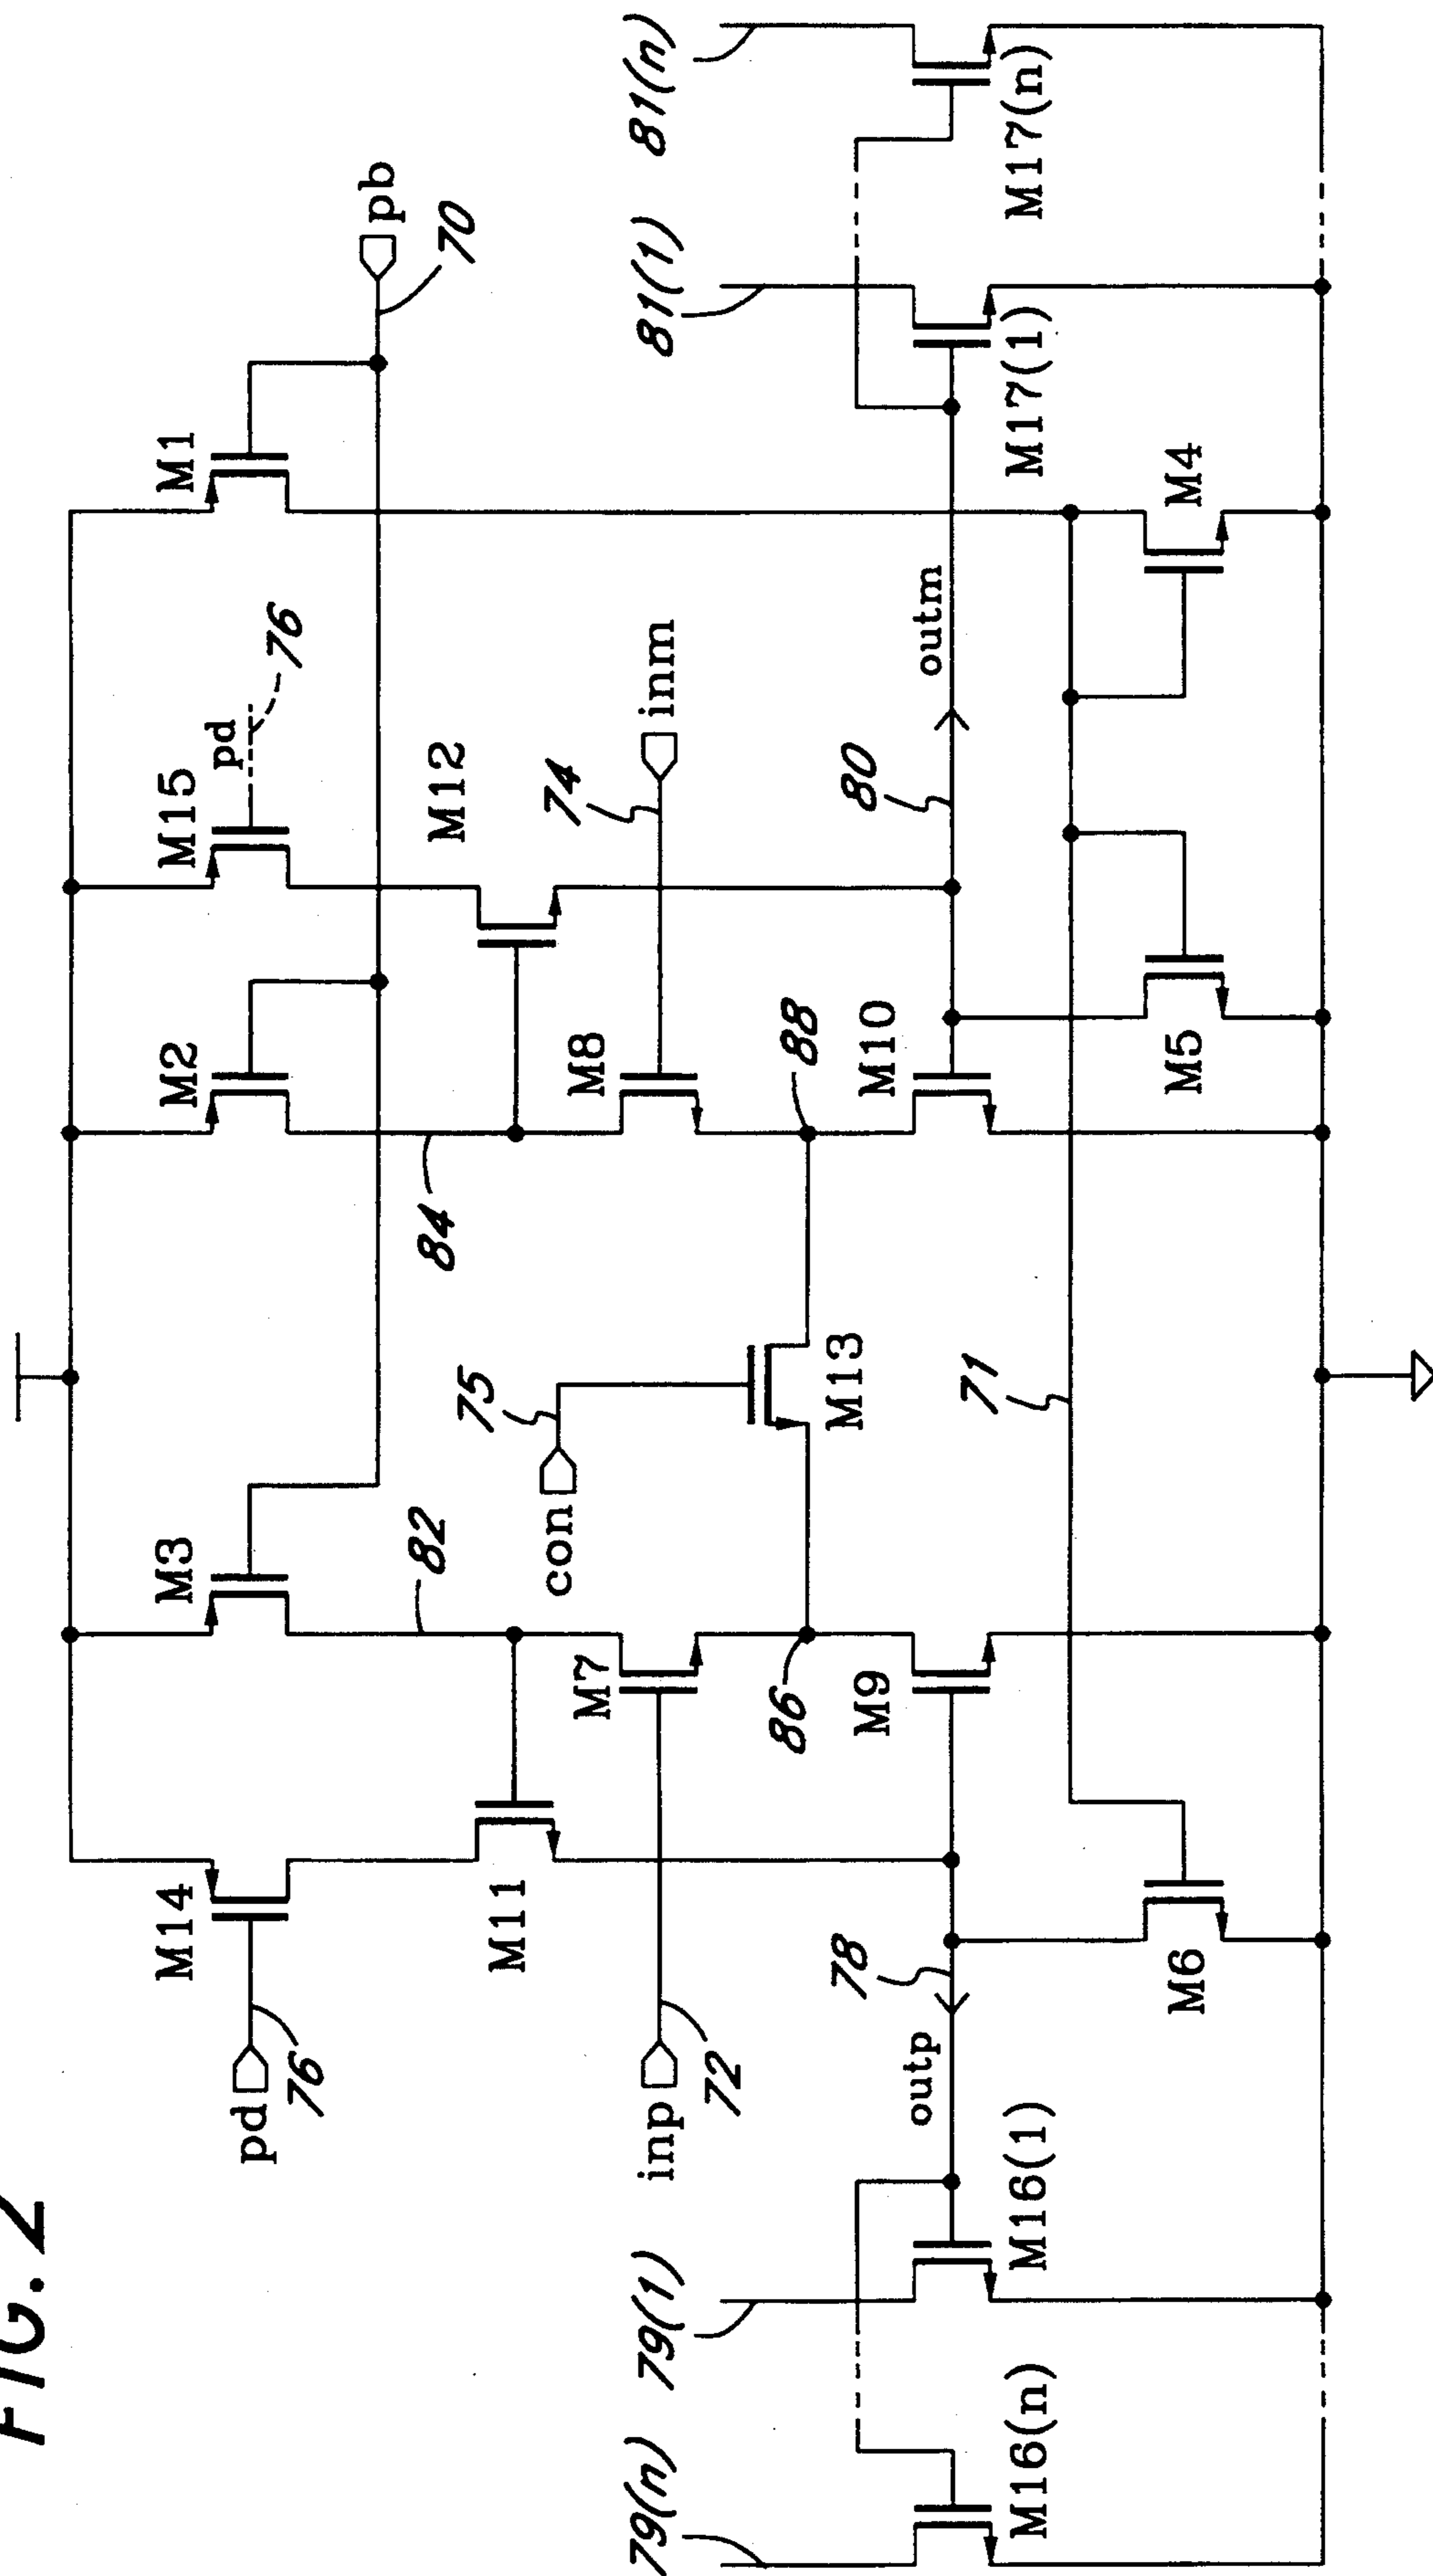 FIG. 2
M14
M3
M2
M15
M1
pd
76
pd
76
pb
70
82
84
M12
M11
con
75
M7
M8
74
inm
inp
72
M13
86
88
79(n)
79(1)
81(1)
81(n)
outp
78
M9
M10
80
outm
M16(n)
M16(1)
M17(1)
M17(n)
71
M6
M5
M4